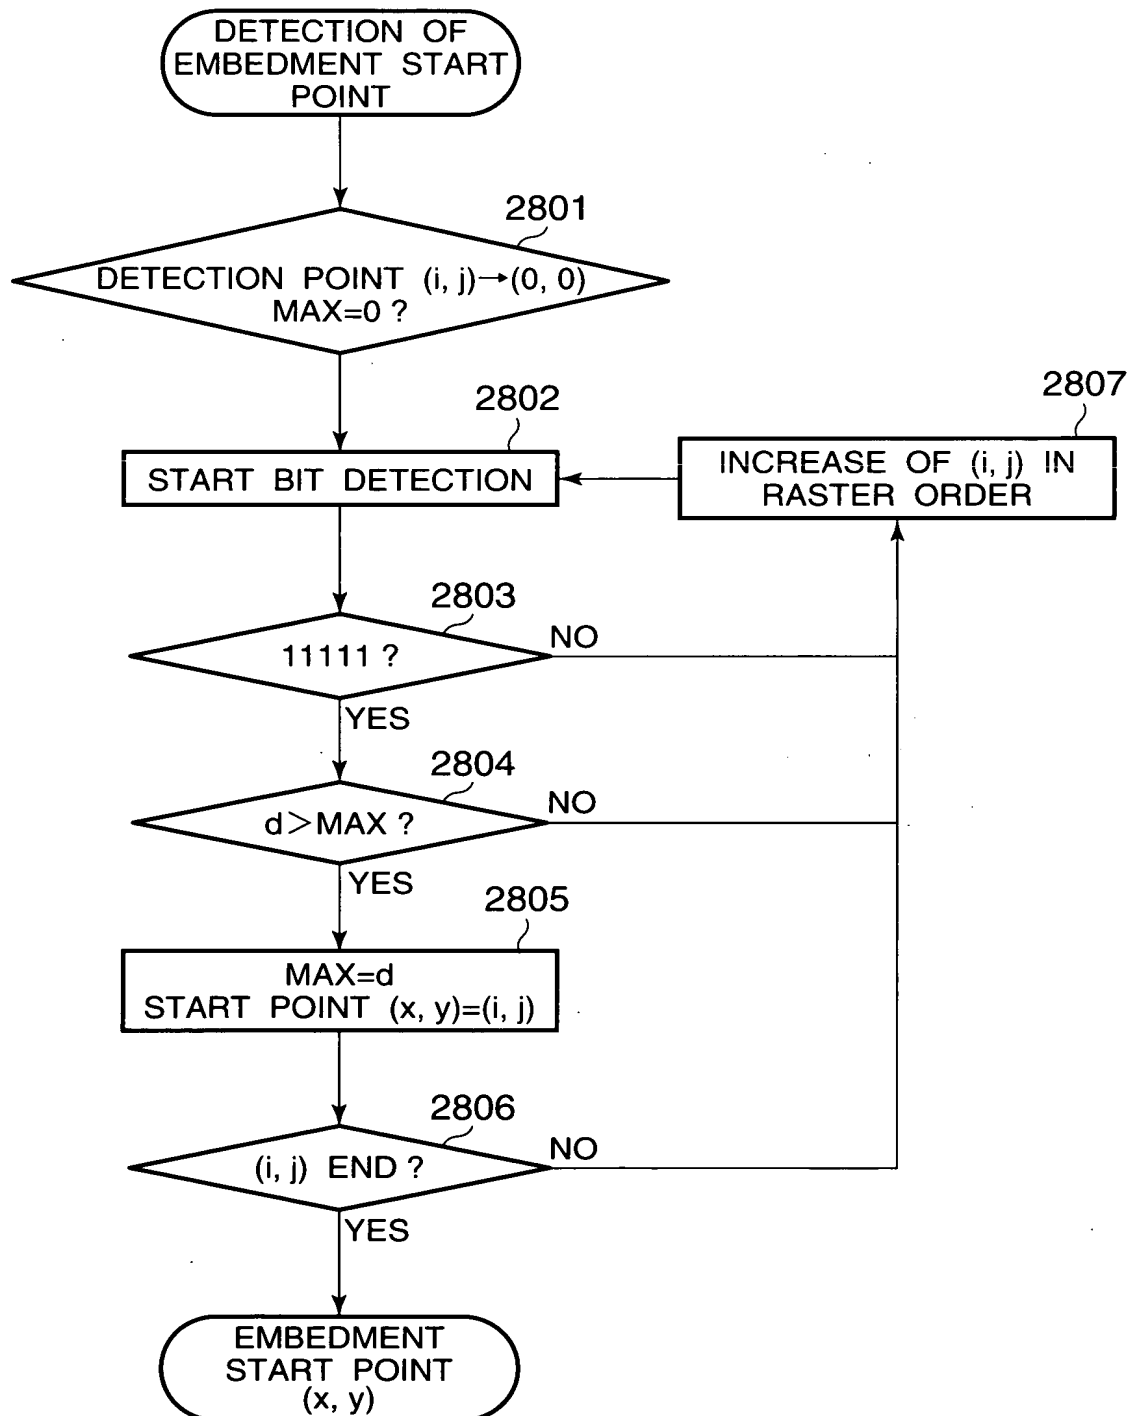 DETECTION OF
EMBEDMENT START
POINT
2801
DETECTION POINT (i, j)→(0, 0)
MAX=0 ?
2802
START BIT DETECTION
2807
INCREASE OF (i, j) IN
RASTER ORDER
2803
11111 ?
NO
YES
2804
d>MAX ?
NO
YES
2805
MAX=d
START POINT (x, y)=(i, j)
2806
(i, j) END ?
NO
YES
EMBEDMENT
START POINT
(x, y)